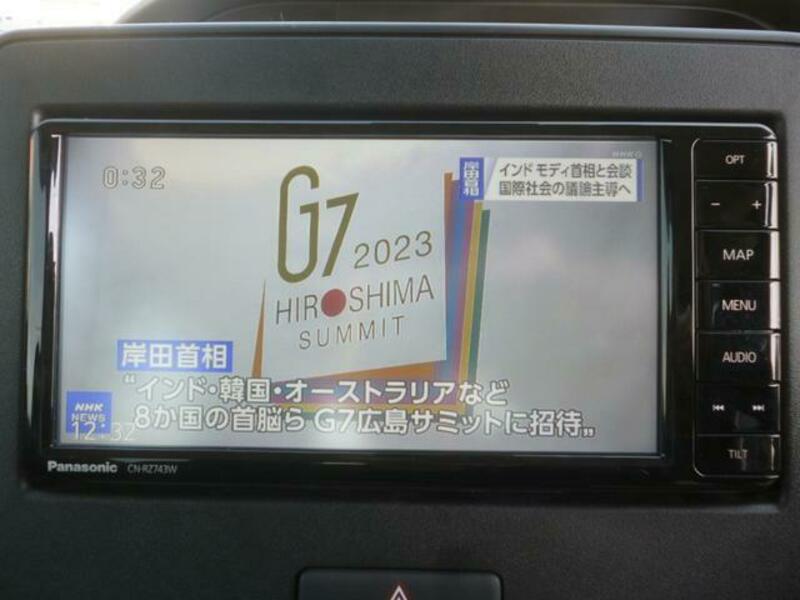 NHK G
0:32
岸田首相
インド モディ首相と会談
国際社会の議論主導へ
G7 2023
HIROSHIMA
SUMMIT
岸田首相
“インド・韓国・オーストラリアなど
8か国の首脳ら G7広島サミットに招待„
NHK
NEWS
12:32
Panasonic CN-RZ743W
OPT
− +
MAP
MENU
AUDIO
TILT